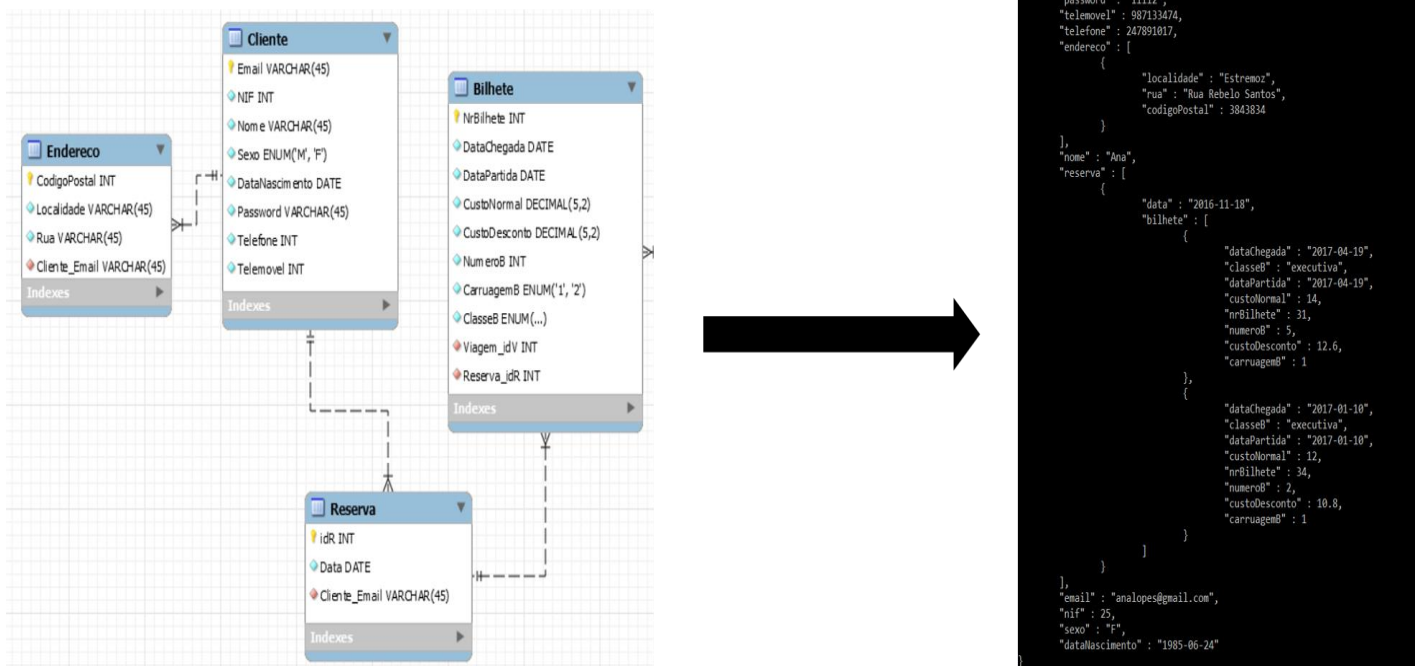 Endereco
CodigoPostal INT
Localidade VARCHAR(45)
Rua VARCHAR(45)
Cliente_Email VARCHAR(45)
Indexes
Cliente
Email VARCHAR(45)
NIF INT
Nome VARCHAR(45)
Sexo ENUM('M', 'F')
DataNascimento DATE
Password VARCHAR(45)
Telefone INT
Telemovel INT
Indexes
Bilhete
NrBilhete INT
DataChegada DATE
DataPartida DATE
CustoNormal DECIMAL(5,2)
CustoDesconto DECIMAL(5,2)
NumeroB INT
CarruagemB ENUM('1', '2')
ClasseB ENUM(...)
Viagem_idV INT
Reserva_idR INT
Indexes
Reserva
idR INT
Data DATE
Cliente_Email VARCHAR(45)
Indexes
"password" : "11112",
"telemovel" : 987133474,
"telefone" : 247891017,
"endereco" : [
{
"localidade" : "Estremoz",
"rua" : "Rua Rebelo Santos",
"codigoPostal" : 3843834
}
],
"nome" : "Ana",
"reserva" : [
{
"data" : "2016-11-18",
"bilhete" : [
{
"dataChegada" : "2017-04-19",
"classeB" : "executiva",
"dataPartida" : "2017-04-19",
"custoNormal" : 14,
"nrBilhete" : 31,
"numeroB" : 5,
"custoDesconto" : 12.6,
"carruagemB" : 1
},
{
"dataChegada" : "2017-01-10",
"classeB" : "executiva",
"dataPartida" : "2017-01-10",
"custoNormal" : 12,
"nrBilhete" : 34,
"numeroB" : 2,
"custoDesconto" : 10.8,
"carruagemB" : 1
}
]
}
],
"email" : "analopes@gmail.com",
"nif" : 25,
"sexo" : "F",
"dataNascimento" : "1985-06-24"
}